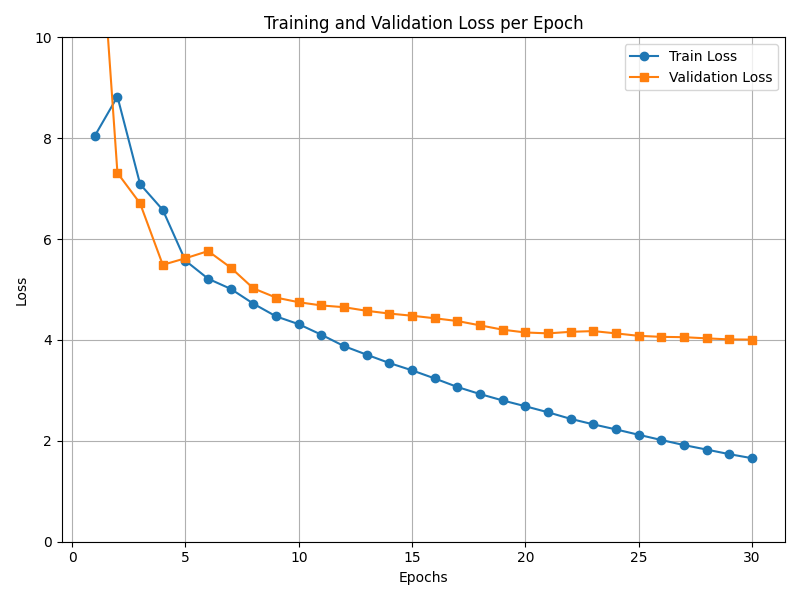 Training and Validation Loss per Epoch
Train Loss
Validation Loss
Loss
10
8
6
4
2
0
0 5 10 15 20 25 30
Epochs